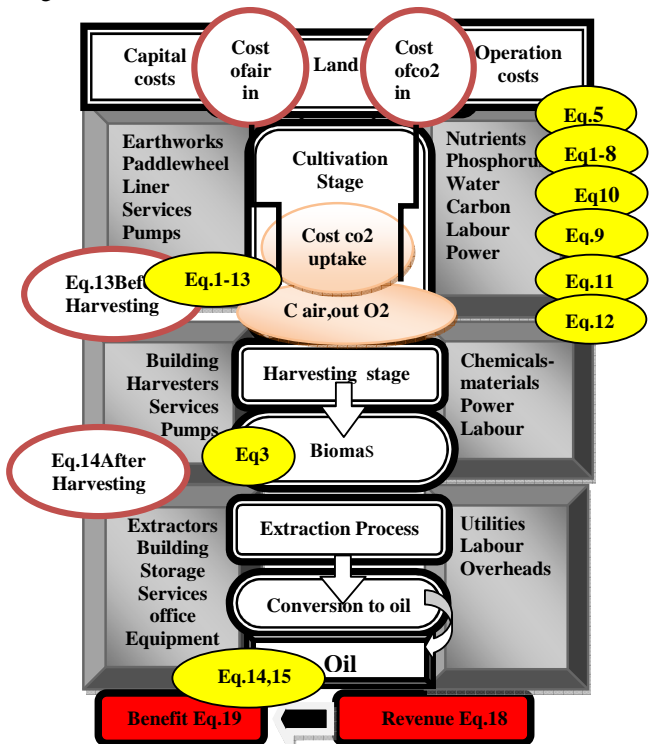 Capital
costs
Cost
ofair
in
Land
Cost
ofco2
in
Operation
costs
Earthworks
Paddlewheel
Liner
Services
Pumps
Cultivation
Stage
Cost co2
uptake
C air,out O2
Nutrients
Phosphoru
Water
Carbon
Labour
Power
Eq.5
Eq1-8
Eq10
Eq.9
Eq.11
Eq.12
Eq.13Bef
Harvesting
Eq.1-13
Building
Harvesters
Services
Pumps
Harvesting stage
Chemicals-
materials
Power
Labour
Eq.14After
Harvesting
Eq3
Biomas
Extractors
Building
Storage
Services
office
Equipment
Extraction Process
Conversion to oil
Oil
Utilities
Labour
Overheads
Eq.14,15
Benefit Eq.19
Revenue Eq.18